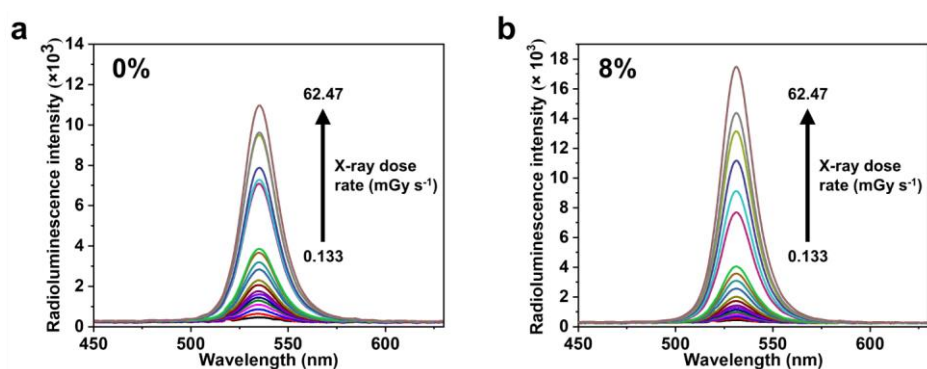 a
0%
Radioluminescence intensity (×10³)
14
12
10
8
6
4
2
0
62.47
X-ray dose
rate (mGy s⁻¹)
0.133
450 500 550 600
Wavelength (nm)
b
8%
Radioluminescence intensity (× 10³)
18
16
14
12
10
8
6
4
2
0
62.47
X-ray dose
rate (mGy s⁻¹)
0.133
450 500 550 600
Wavelength (nm)